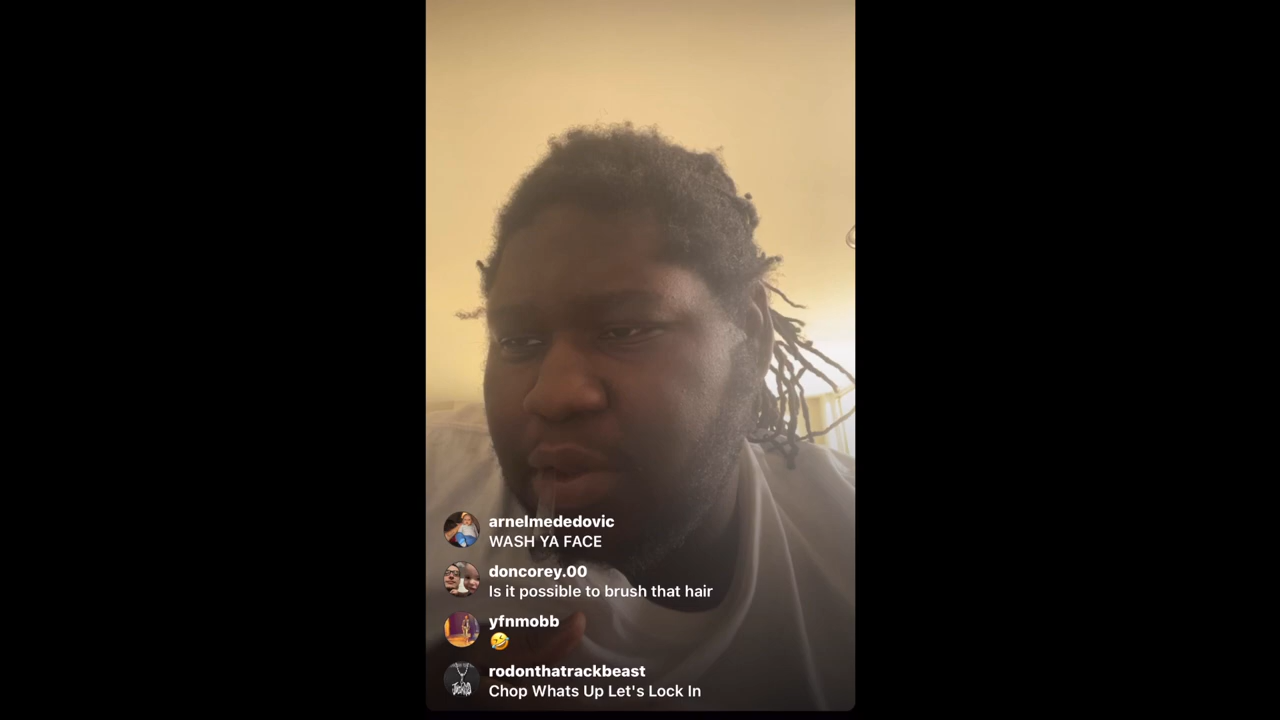 arnelmededovic
WASH YA FACE
doncorey.00
Is it possible to brush that hair
yfnmobb
🤣
rodonthatrackbeast
Chop Whats Up Let's Lock In